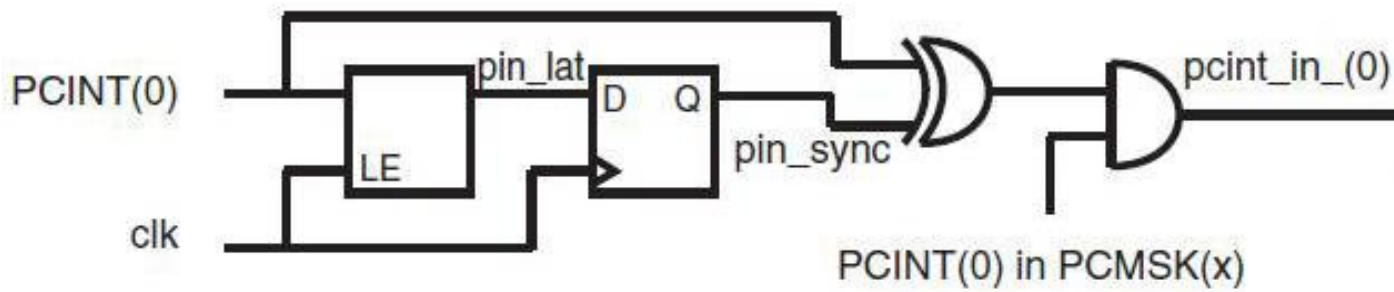 PCINT(0)
pin_lat
D Q
pcint_in_(0)
LE
pin_sync
clk
PCINT(0) in PCMSK(x)